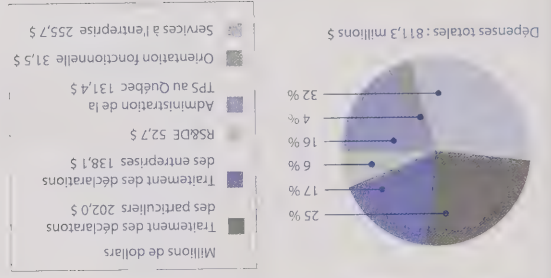 Millions de dollars
Traitement des déclaratons
des particuliers 202,0 $
Traitement des déclarations
des entreprises 138,1 $
RS&DE 52,7 $
Administration de la
TPS au Québec 131,4 $
Orientation fonctionnelle 31,5 $
Services à l'entreprise 255,7 $
25 %
17 %
6 %
16 %
4 %
32 %
Dépenses totales : 811,3 millions $